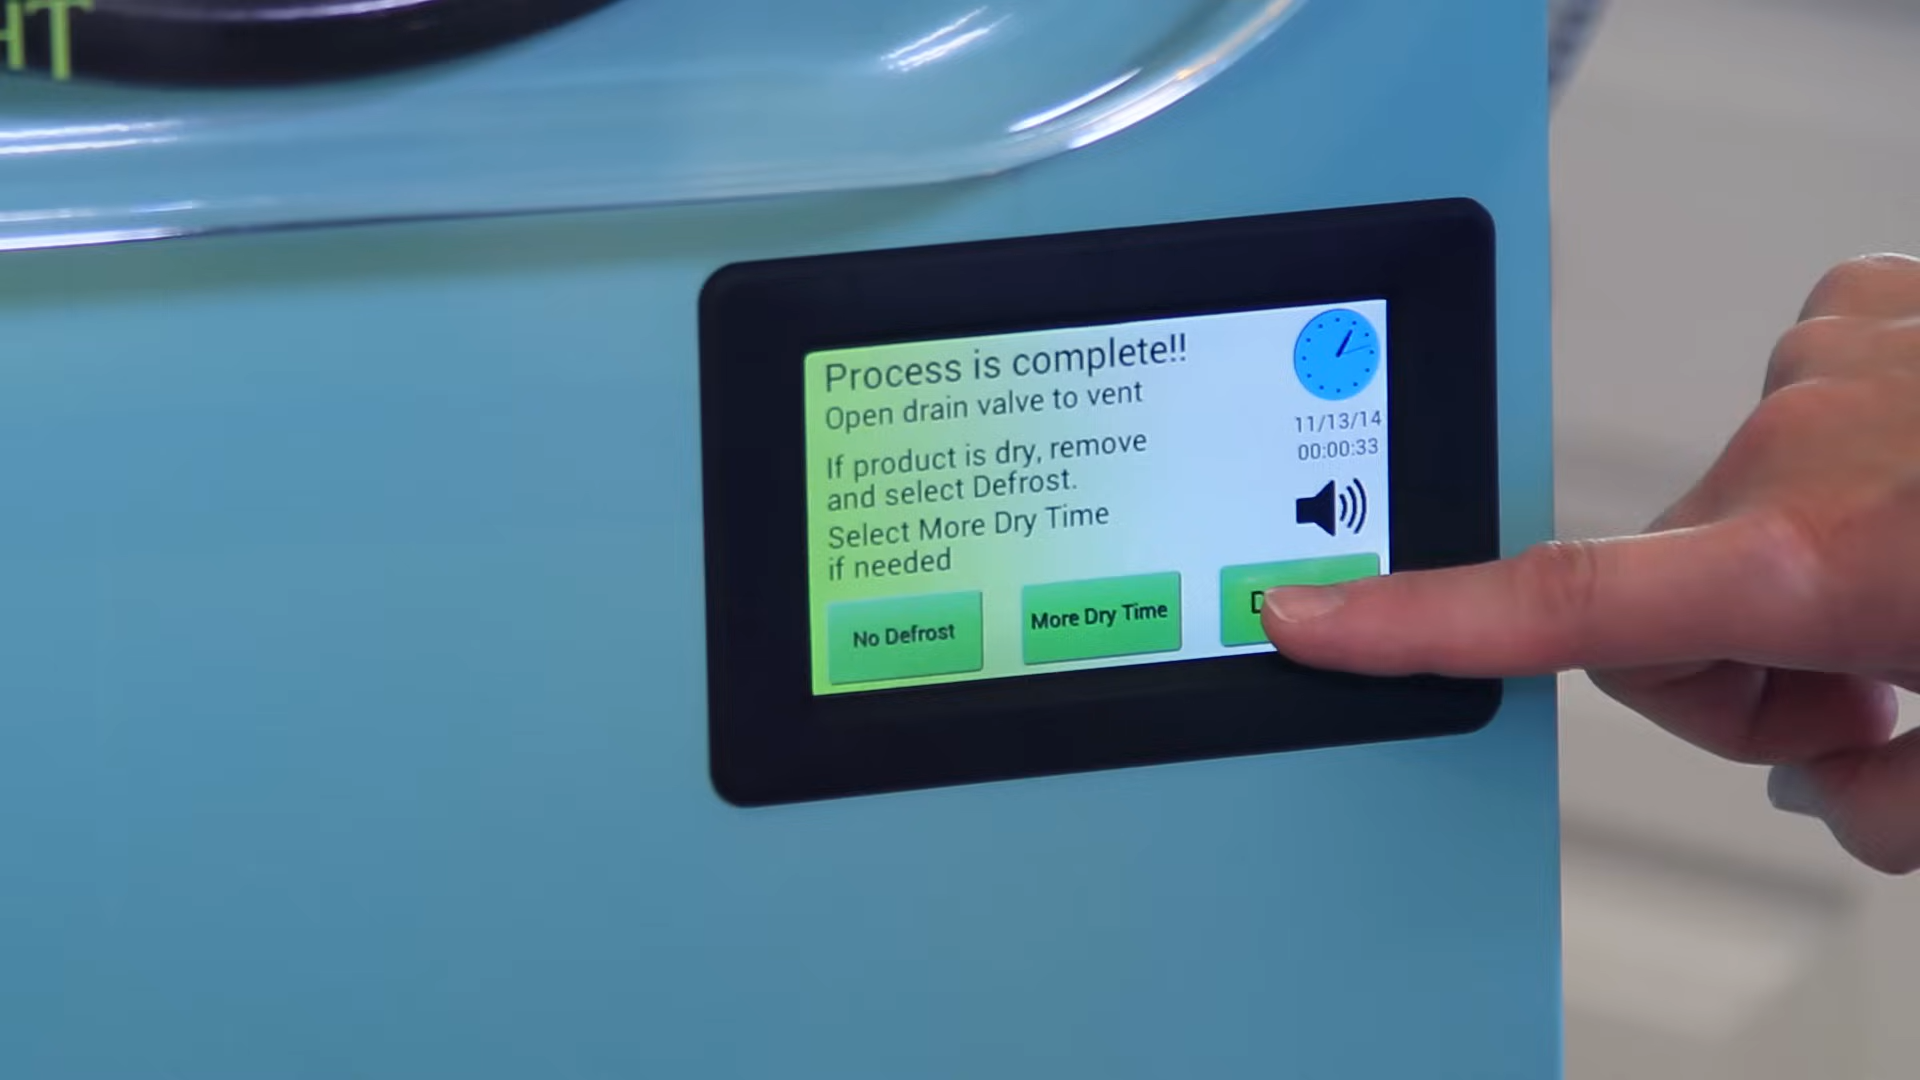 Process is complete!!
Open drain valve to vent
If product is dry, remove
and select Defrost.
Select More Dry Time
if needed
11/13/14
00:00:33
No Defrost
More Dry Time